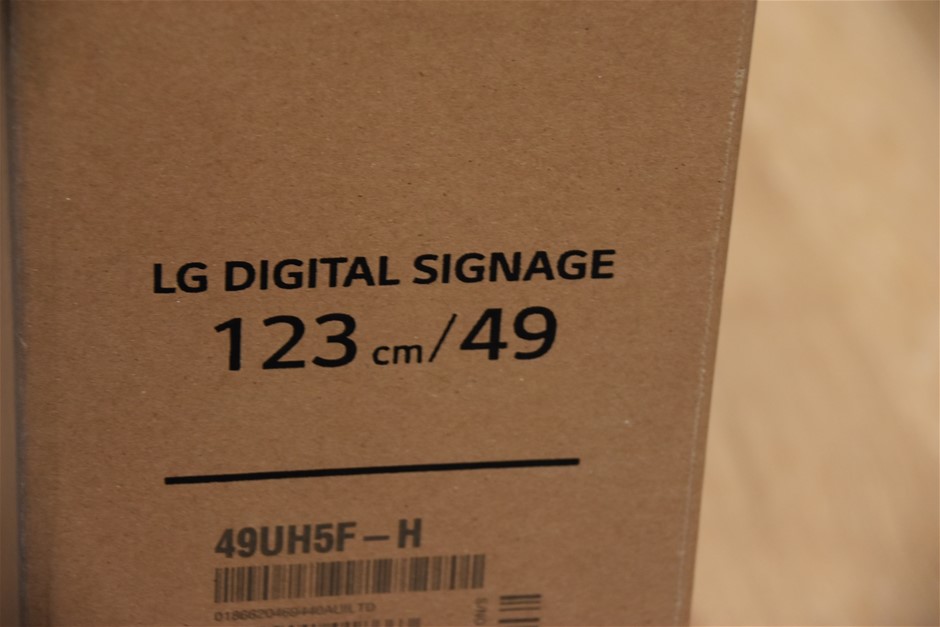 LG DIGITAL SIGNAGE
123 cm/49
49UH5F-H